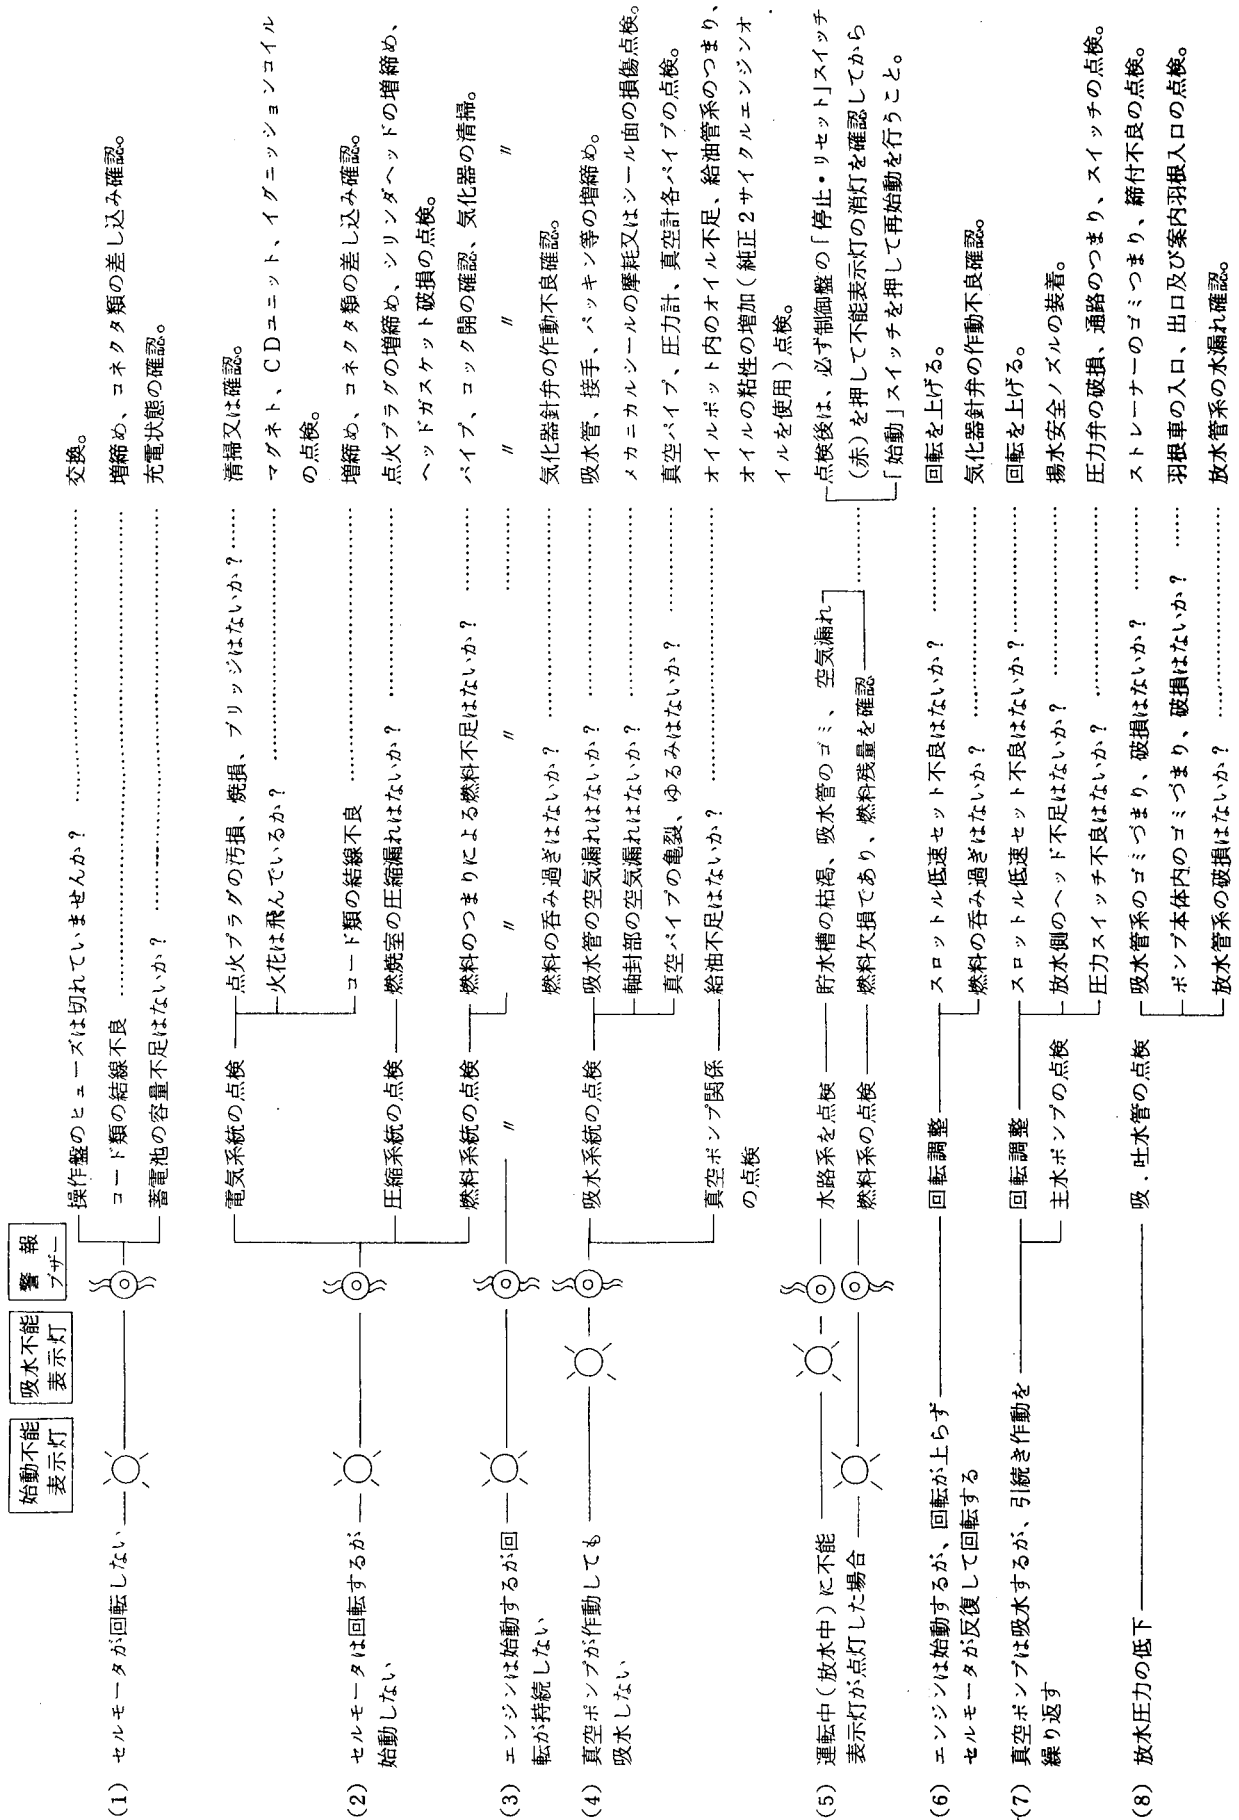 始動不能
表示灯
吸水不能
表示灯
警報
ブザー
(1) セルモータが回転しない
操作盤のヒューズは切れていませんか？ ………… 交換。
コード類の結線不良 ………… 増締め、コネクタ類の差し込み確認。
蓄電池の容量不足はないか？ ………… 充電状態の確認。
(2) セルモータは回転するが
始動しない
電気系統の点検
点火プラグの汚損、焼損、ブリッジはないか？ …… 清掃又は確認。
火花は飛んでいるか？ ………… マグネト、CDユニット、イグニッションコイル
の点検。
コード類の結線不良 ………… 増締め、コネクタ類の差し込み確認。
圧縮系統の点検
燃焼室の圧縮漏れはないか？ ………… 点火プラグの増締め、シリンダヘッドの増締め、
ヘッドガスケット破損の点検。
燃料系統の点検
燃料のつまりによる燃料不足はないか？ ………… パイプ、コック開の確認、気化器の清掃。
(3) エンジンは始動するが回
転が持続しない
〃 〃 〃 ………… 〃 〃 〃
燃料の呑み過ぎはないか？ ………… 気化器針弁の作動不良確認。
(4) 真空ポンプが作動しても
吸水しない
吸水系統の点検
吸水管の空気漏れはないか？ ………… 吸水管、接手、パッキン等の増締め。
軸封部の空気漏れはないか？ ………… メカニカルシールの摩耗又はシール面の損傷点検。
真空パイプの亀裂、ゆるみはないか？ ………… 真空パイプ、圧力計、真空計各パイプの点検。
真空ポンプ関係
の点検
給油不足はないか？ ………… オイルポット内のオイル不足、給油管系のつまり、
オイルの粘性の増加（純正2サイクルエンジンオ
イルを使用）点検。
(5) 運転中（放水中）に不能
表示灯が点灯した場合
水路系を点検 貯水槽の枯渇、吸水管のゴミ、空気漏れ
燃料系の点検 燃料欠損であり、燃料残量を確認
点検後は、必ず制御盤の「停止・リセット」スイッチ
（赤）を押して不能表示灯の消灯を確認してから
「始動」スイッチを押して再始動を行うこと。
(6) エンジンは始動するが、回転が上らず
セルモータが反復して回転する
回転調整
スロットル低速セット不良はないか？ ………… 回転を上げる。
燃料の呑み過ぎはないか？ ………… 気化器針弁の作動不良確認。
(7) 真空ポンプは吸水するが、引続き作動を
繰り返す
回転調整
スロットル低速セット不良はないか？ ………… 回転を上げる。
主水ポンプの点検
放水側のヘッド不足はないか？ ………… 揚水安全ノズルの装着。
圧力スイッチ不良はないか？ ………… 圧力弁の破損、通路のつまり、スイッチの点検。
(8) 放水圧力の低下
吸．吐水管の点検
吸水管系のゴミづまり、破損はないか？ ………… ストレーナーのゴミつまり、締付不良の点検。
ポンプ本体内のゴミづまり、破損はないか？ …… 羽根車の入口、出口及び案内羽根入口の点検。
放水管系の破損はないか？ ………… 放水管系の水漏れ確認。